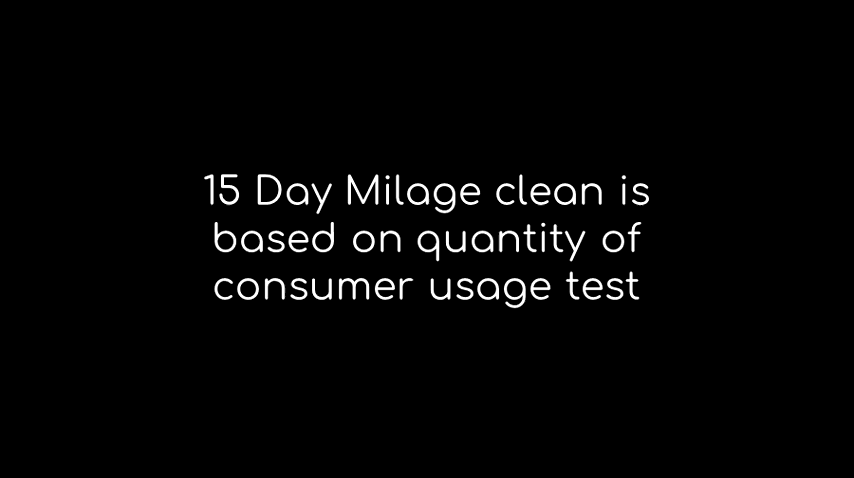 15 Day Milage clean is
based on quantity of
consumer usage test